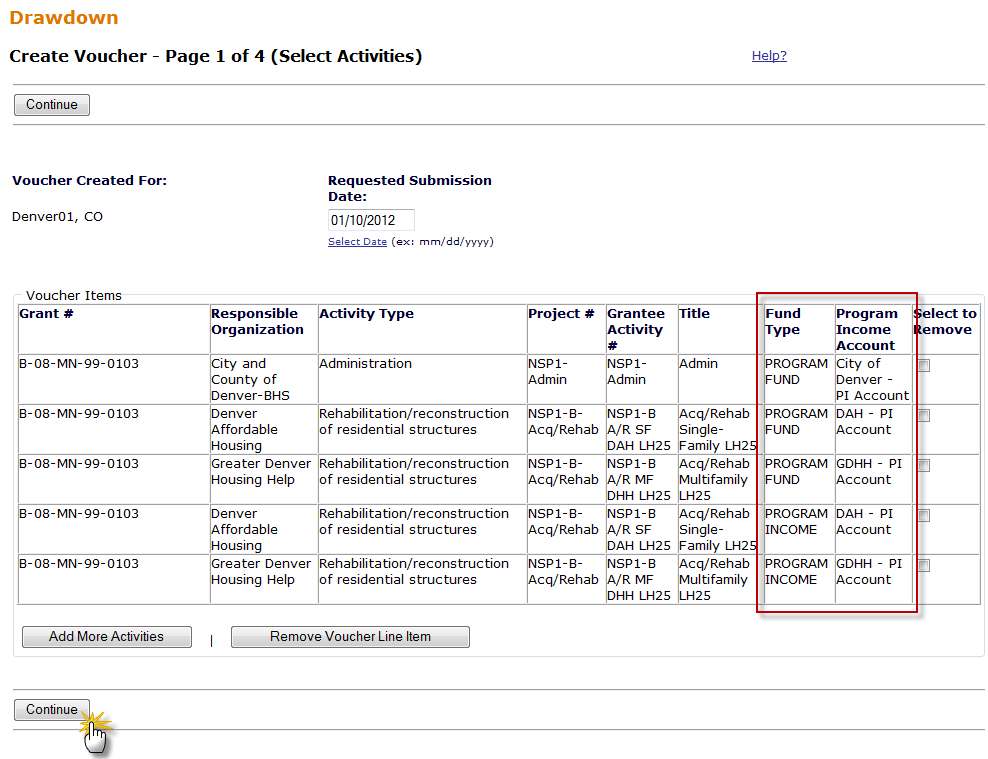 Drawdown
Create Voucher - Page 1 of 4 (Select Activities)
Help?
Continue
Voucher Created For:
Denver01, CO
Requested Submission
Date:
01/10/2012
Select Date (ex: mm/dd/yyyy)
Voucher Items
Grant #
Responsible
Organization
Activity Type
Project #
Grantee
Activity
#
Title
Fund
Type
Program
Income
Account
Select to
Remove
B-08-MN-99-0103
City and
County of
Denver-BHS
Administration
NSP1-
Admin
NSP1-
Admin
Admin
PROGRAM
FUND
City of
Denver -
PI Account
B-08-MN-99-0103
Denver
Affordable
Housing
Rehabilitation/reconstruction
of residential structures
NSP1-B-
Acq/Rehab
NSP1-B
A/R SF
DAH LH25
Acq/Rehab
Single-
Family LH25
PROGRAM
FUND
DAH - PI
Account
B-08-MN-99-0103
Greater Denver
Housing Help
Rehabilitation/reconstruction
of residential structures
NSP1-B-
Acq/Rehab
NSP1-B
A/R MF
DHH LH25
Acq/Rehab
Multifamily
LH25
PROGRAM
FUND
GDHH - PI
Account
B-08-MN-99-0103
Denver
Affordable
Housing
Rehabilitation/reconstruction
of residential structures
NSP1-B-
Acq/Rehab
NSP1-B
A/R SF
DAH LH25
Acq/Rehab
Single-
Family LH25
PROGRAM
INCOME
DAH - PI
Account
B-08-MN-99-0103
Greater Denver
Housing Help
Rehabilitation/reconstruction
of residential structures
NSP1-B-
Acq/Rehab
NSP1-B
A/R MF
DHH LH25
Acq/Rehab
Multifamily
LH25
PROGRAM
INCOME
GDHH - PI
Account
Add More Activities | Remove Voucher Line Item
Continue